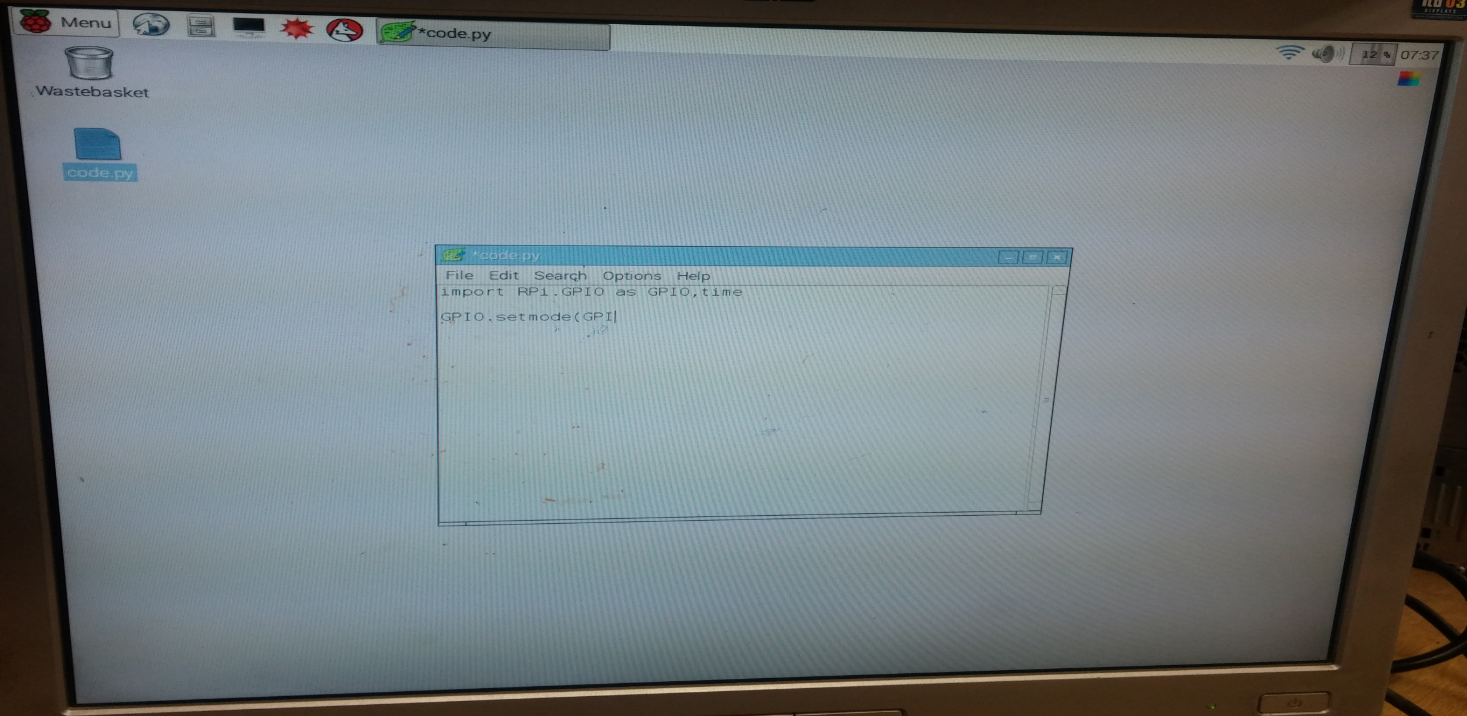 Menu
*code.py
12 %
07:37
Wastebasket
code.py
*code.py
File Edit Search Options Help
import RPi.GPIO as GPIO,time
GPIO.setmode(GPI